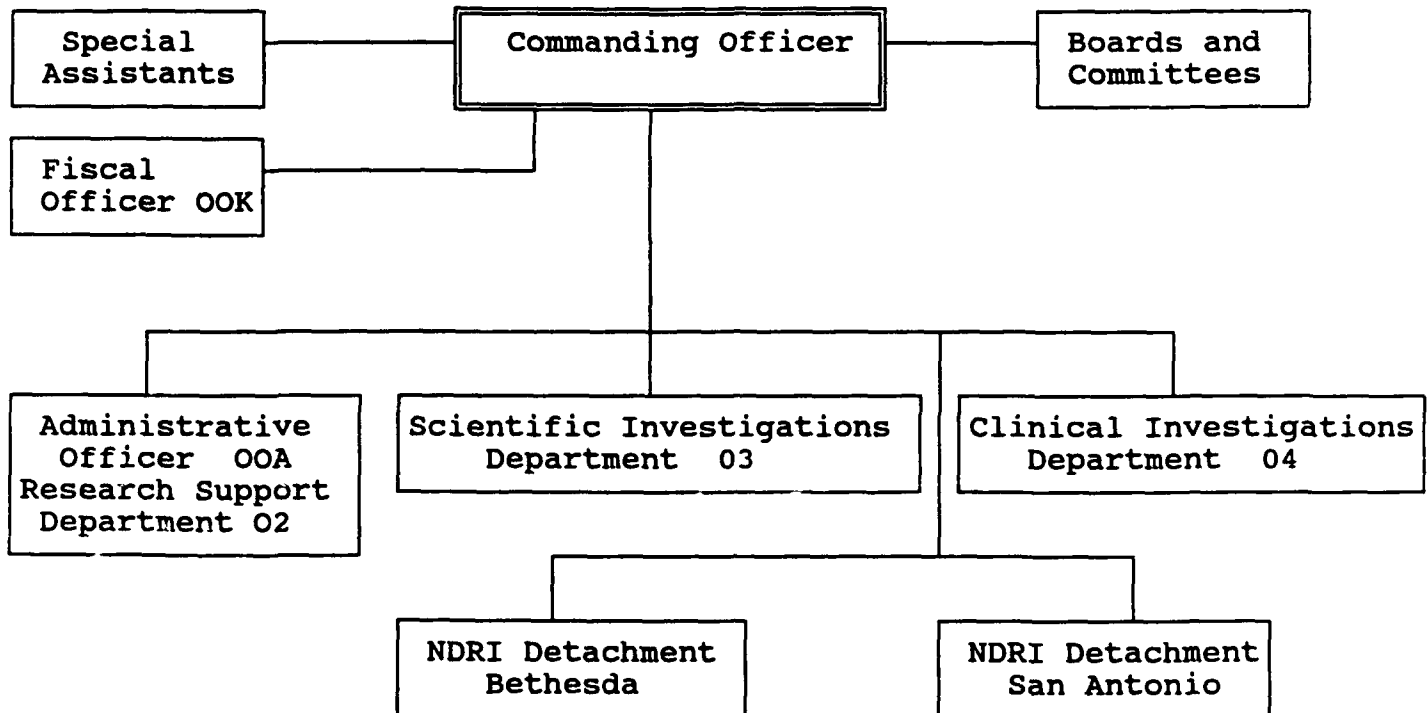 Special
Assistants
Commanding Officer
Boards and
Committees
Fiscal
Officer OOK
Administrative
Officer OOA
Research Support
Department O2
Scientific Investigations
Department 03
Clinical Investigations
Department 04
NDRI Detachment
Bethesda
NDRI Detachment
San Antonio